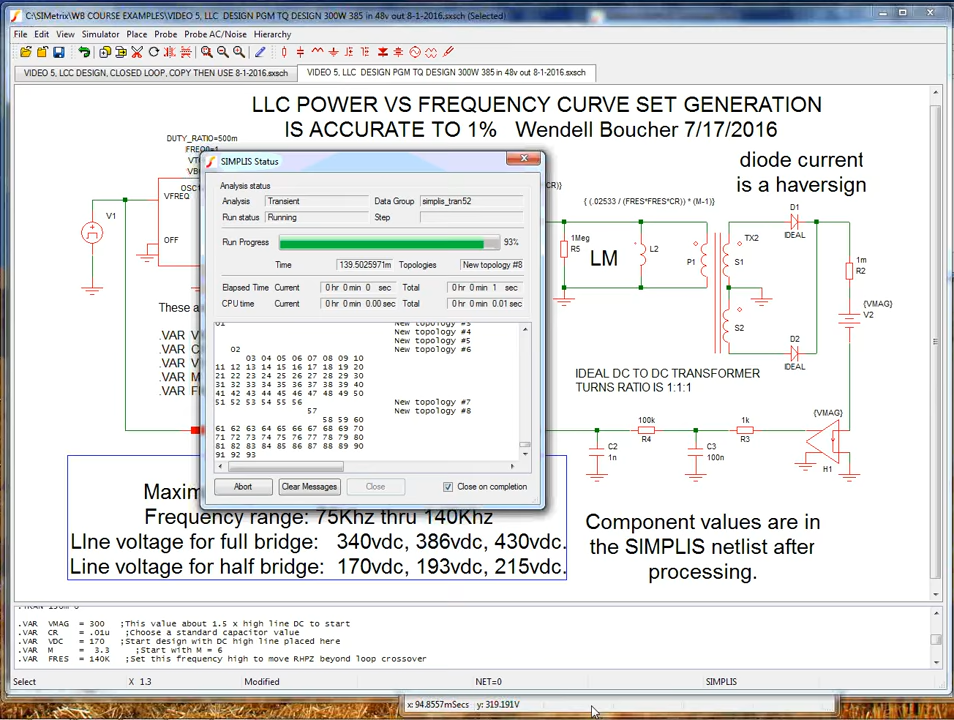 C:\SIMetrix\WB COURSE EXAMPLES\VIDEO 5, LLC  DESIGN PGM TQ DESIGN 300W 385 in 48v out 8-1-2016.sxsch (Selected)
File Edit View Simulator Place Probe Probe AC/Noise Hierarchy
VIDEO 5, LCC DESIGN, CLOSED LOOP, COPY THEN USE 8-1-2016.sxsch
VIDEO 5, LLC  DESIGN PGM TQ DESIGN 300W 385 in 48v out 8-1-2016.sxsch
LLC POWER VS FREQUENCY CURVE SET GENERATION
IS ACCURATE TO 1%   Wendell Boucher 7/17/2016
diode current
is a haversign
DUTY_RATIO=500m
VFREQ
OFF
V1
These a
.VAR V
.VAR C
.VAR V
.VAR M
.VAR F
SIMPLIS Status
Analysis status
Analysis Transient Data Group simplis_tran52
Run status Running Step
Run Progress 93%
Time 139.5025971m Topologies New topology #8
Elapsed Time Current 0 hr 0 min 0 sec Total 0 hr 0 min 1 sec
CPU time Current 0 hr 0 min 0.00 sec Total 0 hr 0 min 0.01 sec
01 New topology #3
New topology #4
New topology #5
02 New topology #6
03 04 05 06 07 08 09 10
11 12 13 14 15 16 17 18 19 20
21 22 23 24 25 26 27 28 29 30
31 32 33 34 35 36 37 38 39 40
41 42 43 44 45 46 47 48 49 50
51 52 53 54 55 56 New topology #7
57 New topology #8
58 59 60
61 62 63 64 65 66 67 68 69 70
71 72 73 74 75 76 77 78 79 80
81 82 83 84 85 86 87 88 89 90
91 92 93
Abort Clear Messages Close Close on completion
{ (.02533 / (FRES*FRES*CR)) * (M-1)}
1Meg
R5
LM
L2
P1
TX2
S1
S2
D1
IDEAL
D2
IDEAL
1m
R2
{VMAG}
V2
IDEAL DC TO DC TRANSFORMER
TURNS RATIO IS 1:1:1
100k
R4
1k
R3
{VMAG}
H1
C2
1n
C3
100n
Maxim
Frequency range: 75Khz thru 140Khz
LIne voltage for full bridge:   340vdc, 386vdc, 430vdc.
Line voltage for half bridge:  170vdc, 193vdc, 215vdc.
Component values are in
the SIMPLIS netlist after
processing.
.VAR  VMAG  = 300   ;This value about 1.5 x high line DC to start
.VAR  CR  = .01u   ;Choose a standard capacitor value
.VAR  VDC  = 170   ;Start design with DC high line placed here
.VAR  M  =  3.3     ;Start with M = 6
.VAR  FRES  = 140K  ;Set this frequency high to move RHPZ beyond loop crossover
Select X 1.3 Modified NET=0 SIMPLIS
x: 94.8557mSecs  y: 319.191V